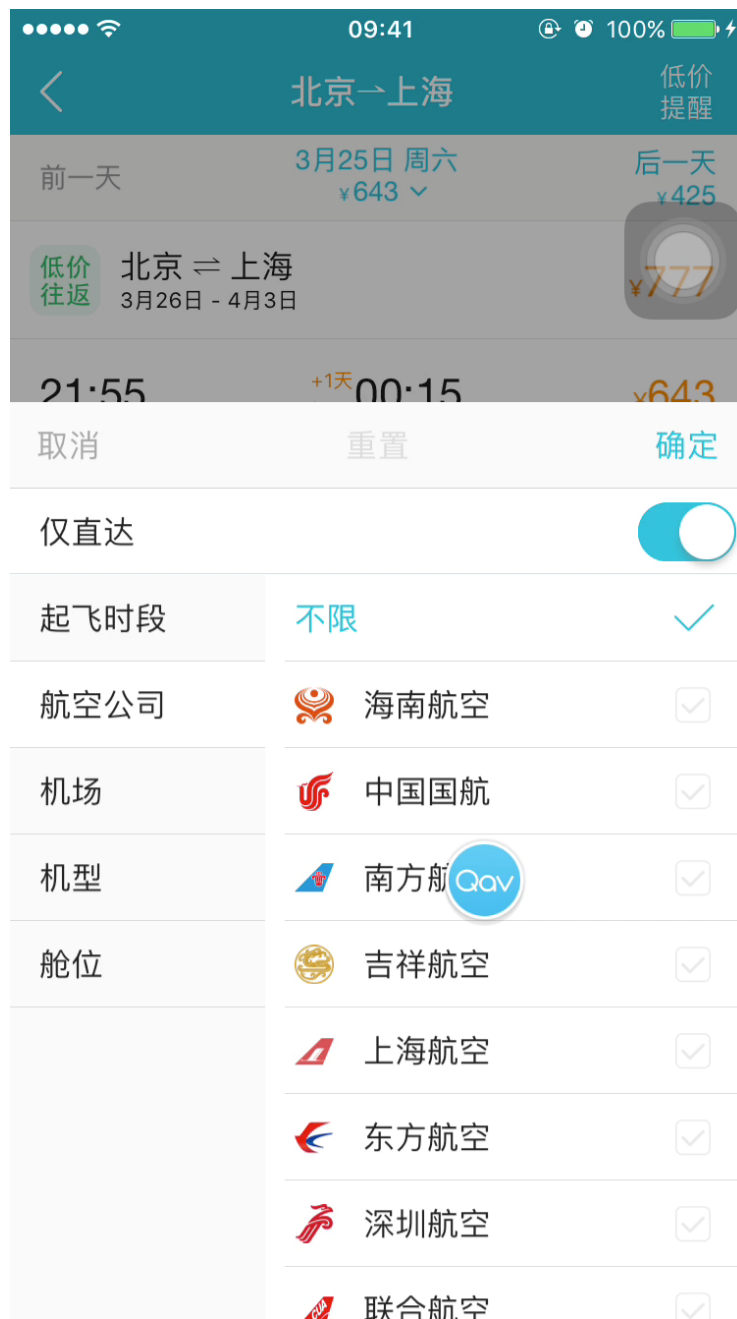 09:41
100%
北京⇀上海
低价
提醒
前一天
3月25日 周六
¥643
后一天
¥425
低价
往返
北京 ⇌ 上海
3月26日 - 4月3日
¥777
21:55
+1天
00:15
¥643
取消
重置
确定
仅直达
起飞时段
不限
航空公司
海南航空
机场
中国国航
机型
南方航
Qav
舱位
吉祥航空
上海航空
东方航空
深圳航空
CUA
联合航空